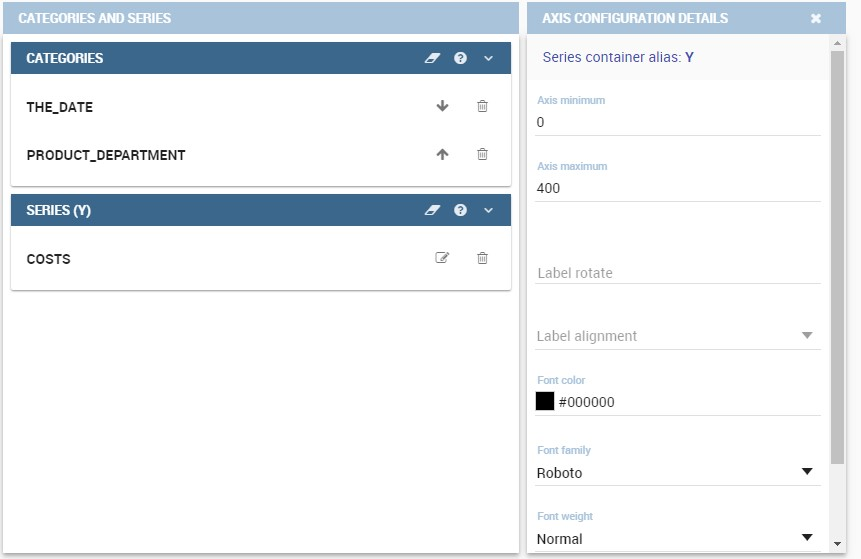 CATEGORIES AND SERIES
CATEGORIES
THE_DATE
PRODUCT_DEPARTMENT
SERIES (Y)
COSTS
AXIS CONFIGURATION DETAILS
Series container alias: Y
Axis minimum
0
Axis maximum
400
Label rotate
Label alignment
Font color
#000000
Font family
Roboto
Font weight
Normal